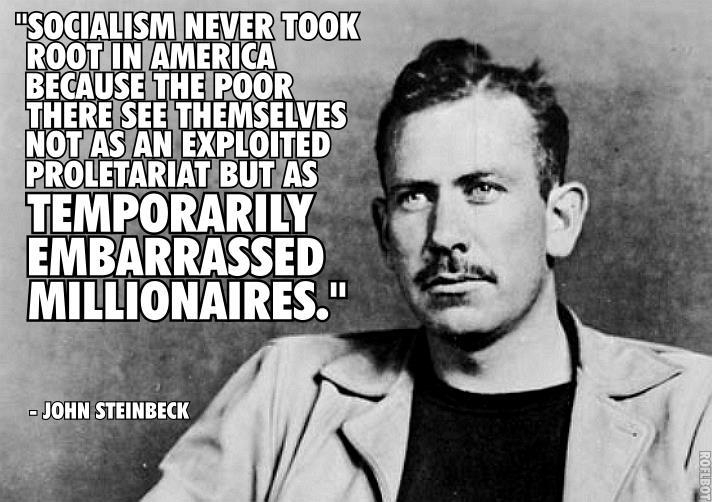 "SOCIALISM NEVER TOOK
ROOT IN AMERICA
BECAUSE THE POOR
THERE SEE THEMSELVES
NOT AS AN EXPLOITED
PROLETARIAT BUT AS
TEMPORARILY
EMBARRASSED
MILLIONAIRES."
- JOHN STEINBECK